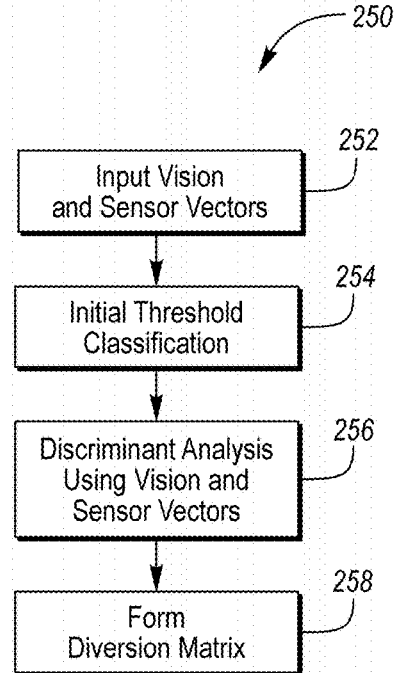 250
252
Input Vision
and Sensor Vectors
254
Initial Threshold
Classification
256
Discriminant Analysis
Using Vision and
Sensor Vectors
258
Form
Diversion Matrix